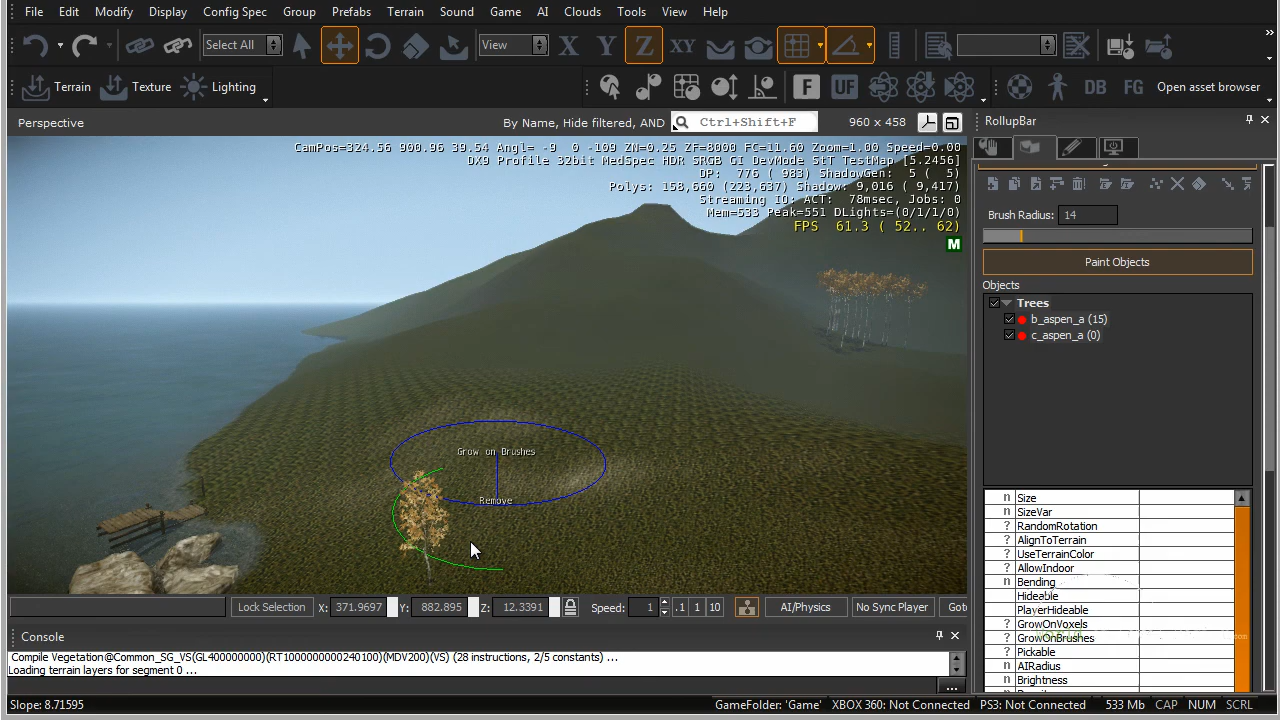 File Edit Modify Display Config Spec Group Prefabs Terrain Sound Game AI Clouds Tools View Help
Select All View X Y Z XY
Terrain Texture Lighting F UF DB FG Open asset browser
Perspective By Name, Hide filtered, AND Ctrl+Shift+F 960 x 458
RollupBar
CamPos=324.56 900.96 39.54 Angl= -9 0 -109 ZN=0.25 ZF=8000 FC=11.60 Zoom=1.00 Speed=0.00
DX9 Profile 32bit MedSpec HDR SRGB GI DevMode StT TestMap [5.2456]
DP: 776 ( 983) ShadowGen: 5 ( 5)
Polys: 158,660 (223,637) Shadow: 9,016 ( 9,417)
Streaming IO: ACT: 78msec, Jobs: 0
Mem=533 Peak=551 DLights=(0/1/1/0)
FPS 61.3 ( 52.. 62)
M
Brush Radius: 14
Paint Objects
Objects
Trees
b_aspen_a (15)
c_aspen_a (0)
Grow on Brushes
Remove
n Size
n SizeVar
? RandomRotation
? AlignToTerrain
? UseTerrainColor
? AllowIndoor
n Bending
Hideable
PlayerHideable
? GrowOnVoxels
? GrowOnBrushes
? Pickable
n AIRadius
n Brightness
Lock Selection X: 371.9697 Y: 882.895 Z: 12.3391 Speed: 1 .1 1 10 AI/Physics No Sync Player Goto
Console
Compile Vegetation@Common_SG_VS(GL400000000)(RT10000000240100)(MDV200)(VS) (28 instructions, 2/5 constants) ...
Loading terrain layers for segment 0 ...
...
Slope: 8.71595 GameFolder: 'Game' XBOX 360: Not Connected PS3: Not Connected 533 Mb CAP NUM SCRL